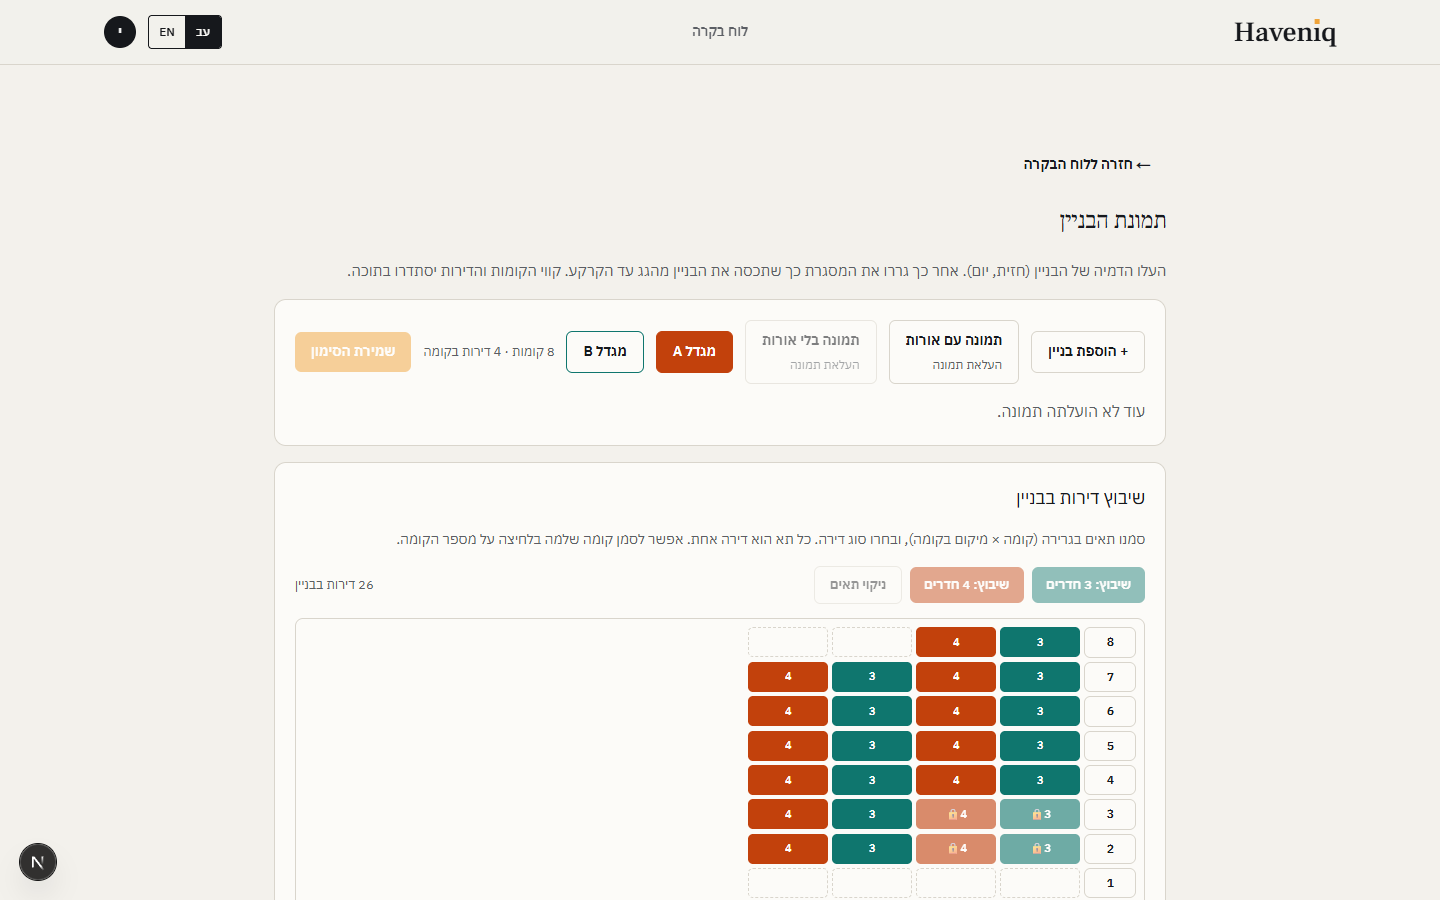 Haveniq
לוח בקרה
עב EN
← חזרה ללוח הבקרה
תמונת הבניין
העלו הדמיה של הבניין (חזית, יום). אחר כך גררו את המסגרת כך שתכסה את הבניין מהגג עד הקרקע. קווי הקומות והדירות יסתדרו בתוכה.
+ הוספת בניין
תמונה עם אורות
העלאת תמונה
תמונה בלי אורות
העלאת תמונה
מגדל A
מגדל B
8 קומות · 4 דירות בקומה
שמירת הסימון
עוד לא הועלתה תמונה.
שיבוץ דירות בבניין
סמנו תאים בגרירה (קומה × מיקום בקומה), ובחרו סוג דירה. כל תא הוא דירה אחת. אפשר לסמן קומה שלמה בלחיצה על מספר הקומה.
שיבוץ: 3 חדרים
שיבוץ: 4 חדרים
ניקוי תאים
26 דירות בבניין
8 3 4
7 3 4 3 4
6 3 4 3 4
5 3 4 3 4
4 3 4 3 4
3 3 4 3 4
2 3 4 3 4
1
N